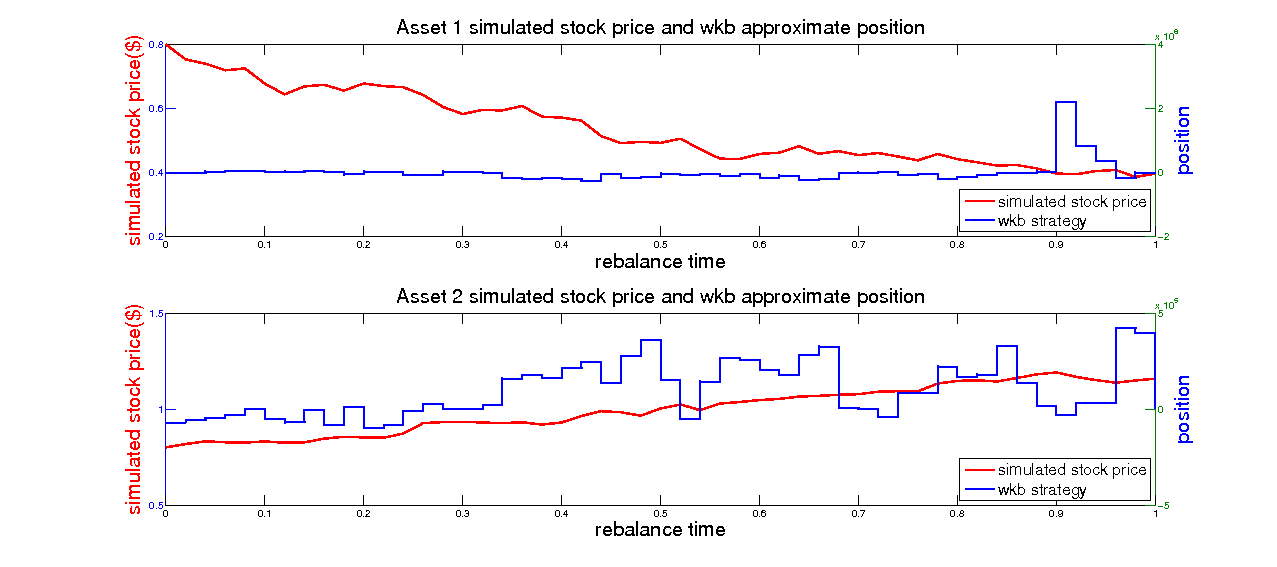 Asset 1 simulated stock price and wkb approximate position
simulated stock price($)
0.8
0.6
0.4
0.2
4
2
0
-2
position
simulated stock price
wkb strategy
0 0.1 0.2 0.3 0.4 0.5 0.6 0.7 0.8 0.9 1
rebalance time
Asset 2 simulated stock price and wkb approximate position
simulated stock price($)
1.5
1
0.5
5
0
-5
position
simulated stock price
wkb strategy
0 0.1 0.2 0.3 0.4 0.5 0.6 0.7 0.8 0.9 1
rebalance time